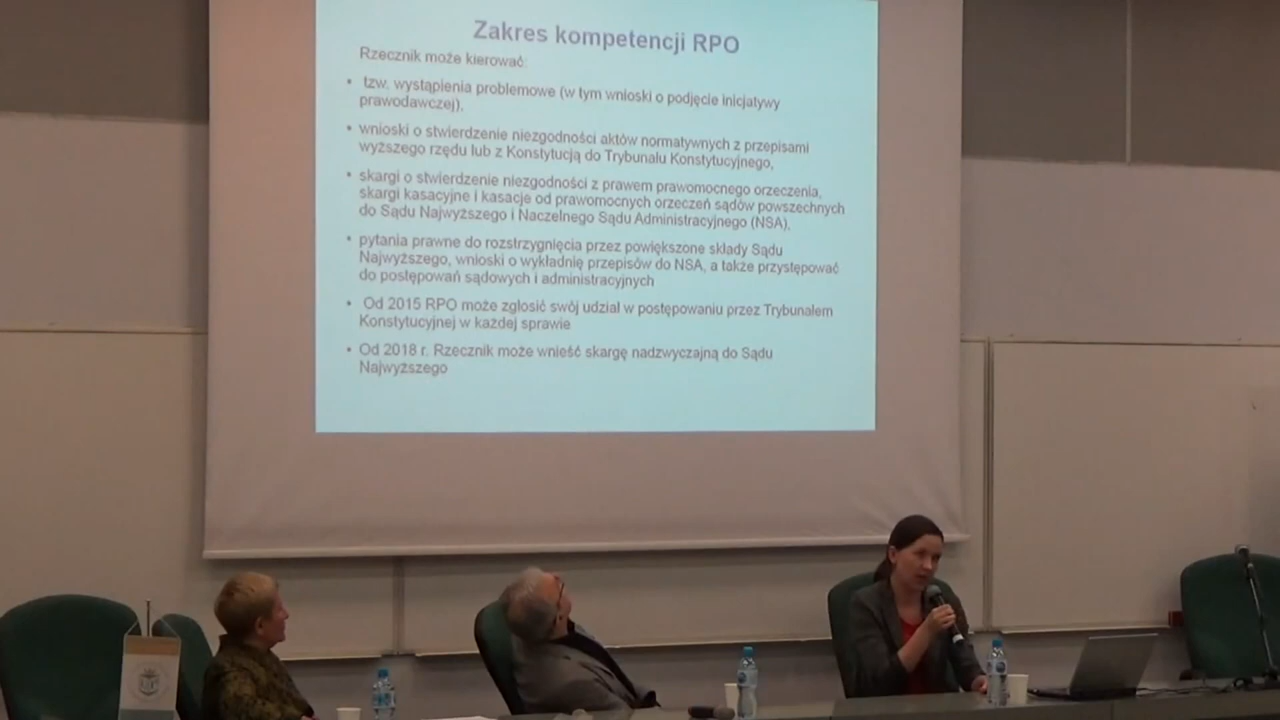 Zakres kompetencji RPO
Rzecznik może kierować:
• tzw. wystąpienia problemowe (w tym wnioski o podjęcie inicjatywy
prawodawczej),
• wnioski o stwierdzenie niezgodności aktów normatywnych z przepisami
wyższego rzędu lub z Konstytucją do Trybunału Konstytucyjnego,
• skargi o stwierdzenie niezgodności z prawem prawomocnego orzeczenia,
skargi kasacyjne i kasacje od prawomocnych orzeczeń sądów powszechnych
do Sądu Najwyższego i Naczelnego Sądu Administracyjnego (NSA),
• pytania prawne do rozstrzygnięcia przez powiększone składy Sądu
Najwyższego, wnioski o wykładnię przepisów do NSA, a także przystępować
do postępowań sądowych i administracyjnych
• Od 2015 RPO może zgłosić swój udział w postępowaniu przez Trybunałem
Konstytucyjnej w każdej sprawie
• Od 2018 r. Rzecznik może wnieść skargę nadzwyczajną do Sądu
Najwyższego